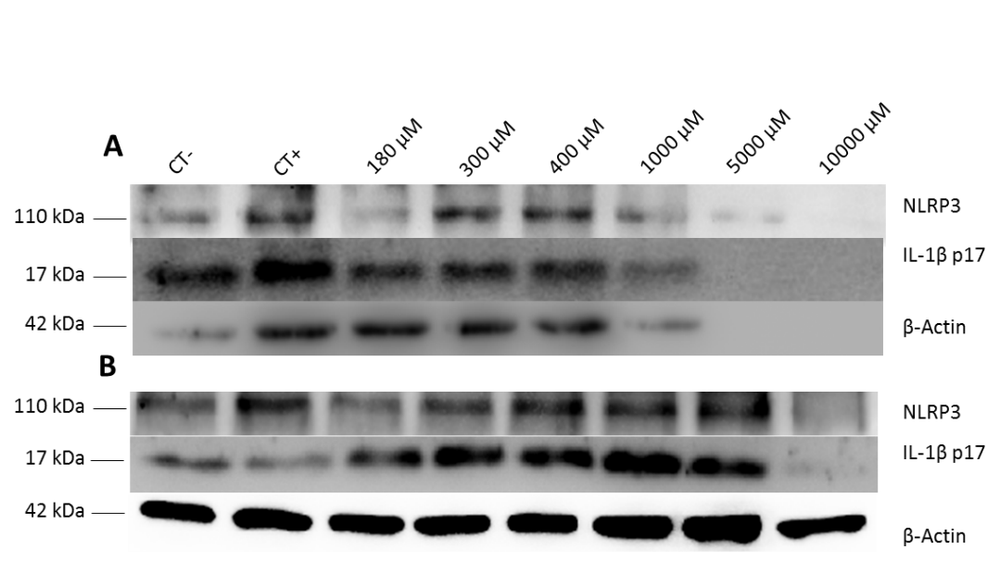 A
CT-
CT+
180 µM
300 µM
400 µM
1000 µM
5000 µM
10000 µM
110 kDa
NLRP3
17 kDa
IL-1β p17
42 kDa
β-Actin
B
110 kDa
NLRP3
17 kDa
IL-1β p17
42 kDa
β-Actin